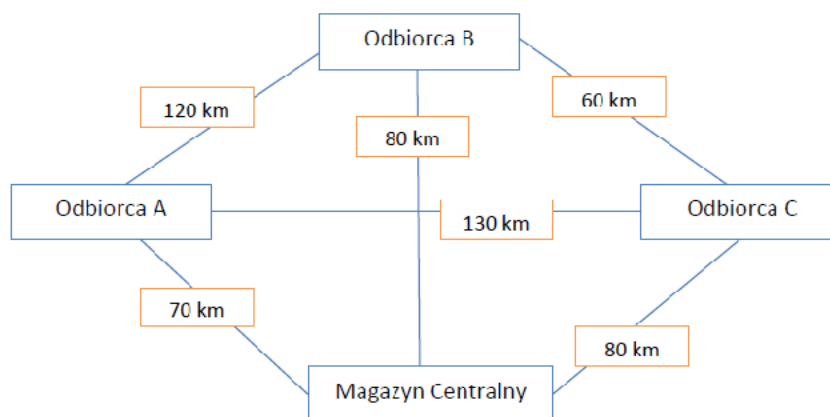 Odbiorca B
120 km
60 km
80 km
Odbiorca A
Odbiorca C
130 km
70 km
80 km
Magazyn Centralny